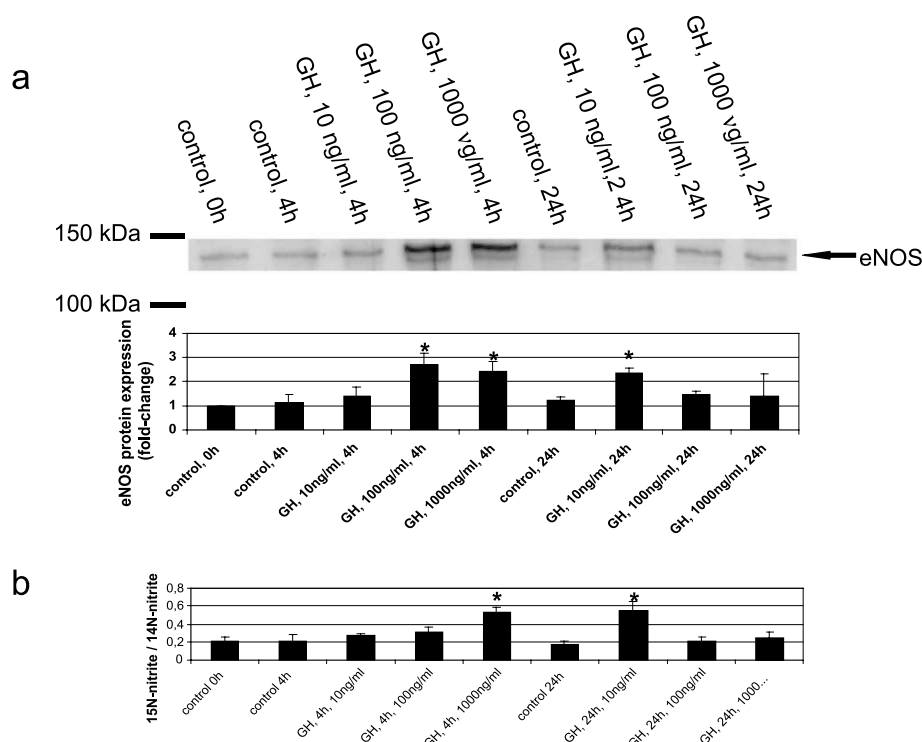 a
control, 0h
control, 4h
GH, 10 ng/ml, 4h
GH, 100 ng/ml, 4h
GH, 1000 vg/ml, 4h
control, 24h
GH, 10 ng/ml,2 4h
GH, 100 ng/ml, 24h
GH, 1000 vg/ml, 24h
150 kDa
eNOS
100 kDa
eNOS protein expression
(fold-change)
4
3
2
1
0
*
*
*
control, 0h
control, 4h
GH, 10ng/ml, 4h
GH, 100ng/ml, 4h
GH, 1000ng/ml, 4h
control, 24h
GH, 10ng/ml, 24h
GH, 100ng/ml, 24h
GH, 1000ng/ml, 24h
b
15N-nitrite / 14N-nitrite
0,8
0,6
0,4
0,2
0
*
*
control 0h
control 4h
GH, 4h, 10ng/ml
GH, 4h, 100ng/ml
GH, 4h, 1000ng/ml
control 24h
GH, 24h, 10ng/ml
GH, 24h, 100ng/ml
GH, 24h, 1000...